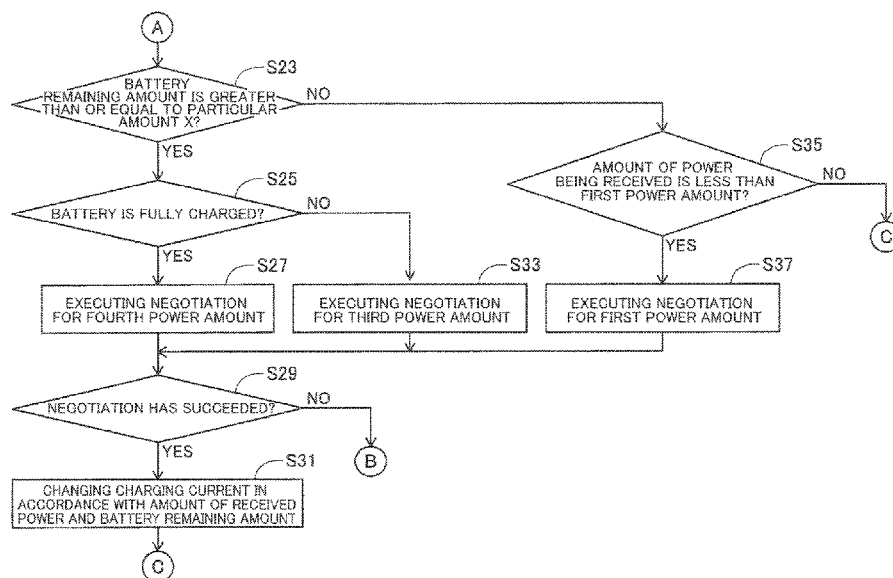 A
S23
BATTERY
REMAINING AMOUNT IS GREATER
THAN OR EQUAL TO PARTICULAR
AMOUNT X?
NO
YES
S35
AMOUNT OF POWER
BEING RECEIVED IS LESS THAN
FIRST POWER AMOUNT?
NO
C
YES
S25
BATTERY IS FULLY CHARGED?
NO
YES
S27
EXECUTING NEGOTIATION
FOR FOURTH POWER AMOUNT
S33
EXECUTING NEGOTIATION
FOR THIRD POWER AMOUNT
S37
EXECUTING NEGOTIATION
FOR FIRST POWER AMOUNT
S29
NEGOTIATION HAS SUCCEEDED?
NO
B
YES
S31
CHANGING CHARGING CURRENT IN
ACCORDANCE WITH AMOUNT OF RECEIVED
POWER AND BATTERY REMAINING AMOUNT
C